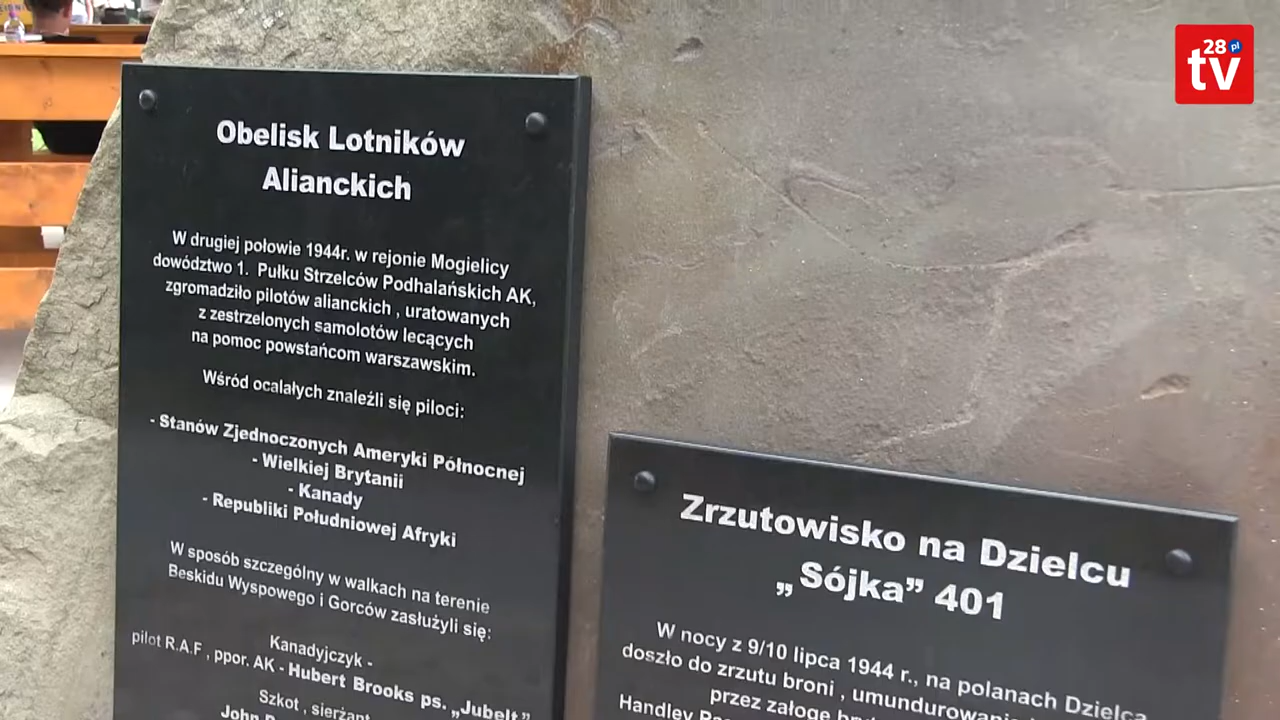 28 pl
tv
Obelisk Lotników
Alianckich
W drugiej połowie 1944r. w rejonie Mogielicy
dowództwo 1. Pułku Strzelców Podhalańskich AK,
zgromadziło pilotów alianckich , uratowanych
z zestrzelonych samolotów lecących
na pomoc powstańcom warszawskim.
Wśród ocalałych znaleźli się piloci:
- Stanów Zjednoczonych Ameryki Północnej
- Wielkiej Brytanii
- Kanady
- Republiki Południowej Afryki
W sposób szczególny w walkach na terenie
Beskidu Wyspowego i Gorców zasłużyli się:
Kanadyjczyk -
pilot R.A.F , ppor. AK - Hubert Brooks ps. „Jubelt”
Szkot , sierżant
John
Zrzutowisko na Dzielcu
„Sójka” 401
W nocy z 9/10 lipca 1944 r., na polanach Dzielca
doszło do zrzutu broni , umundurowania
przez załogę
Handley